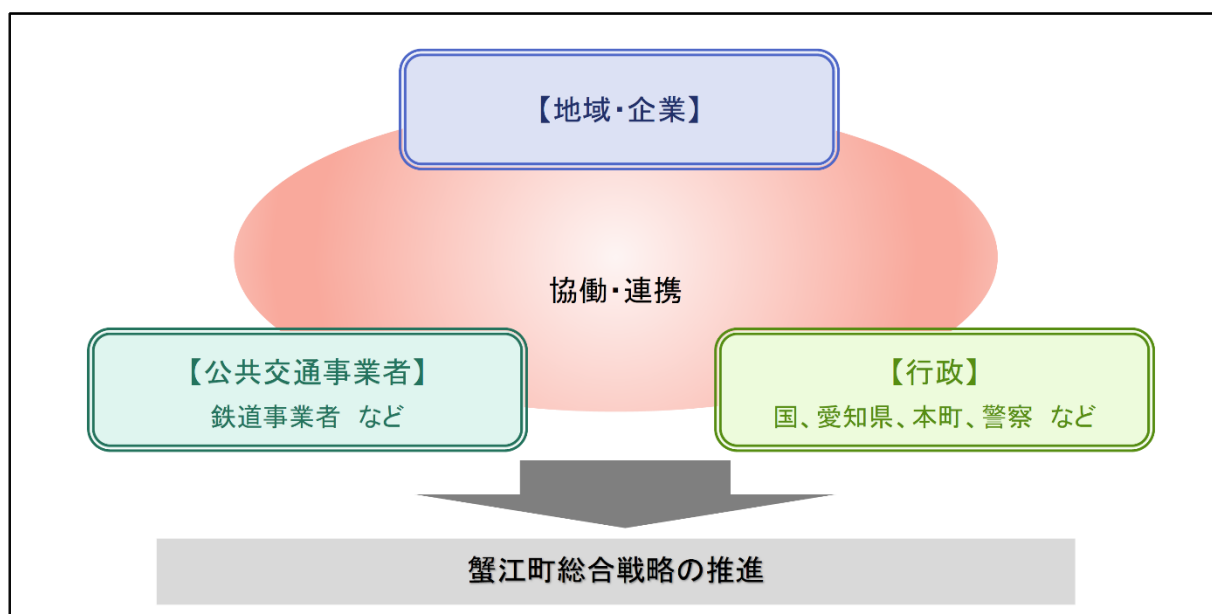 【地域・企業】
協働・連携
【公共交通事業者】
鉄道事業者 など
【行政】
国、愛知県、本町、警察 など
蟹江町総合戦略の推進